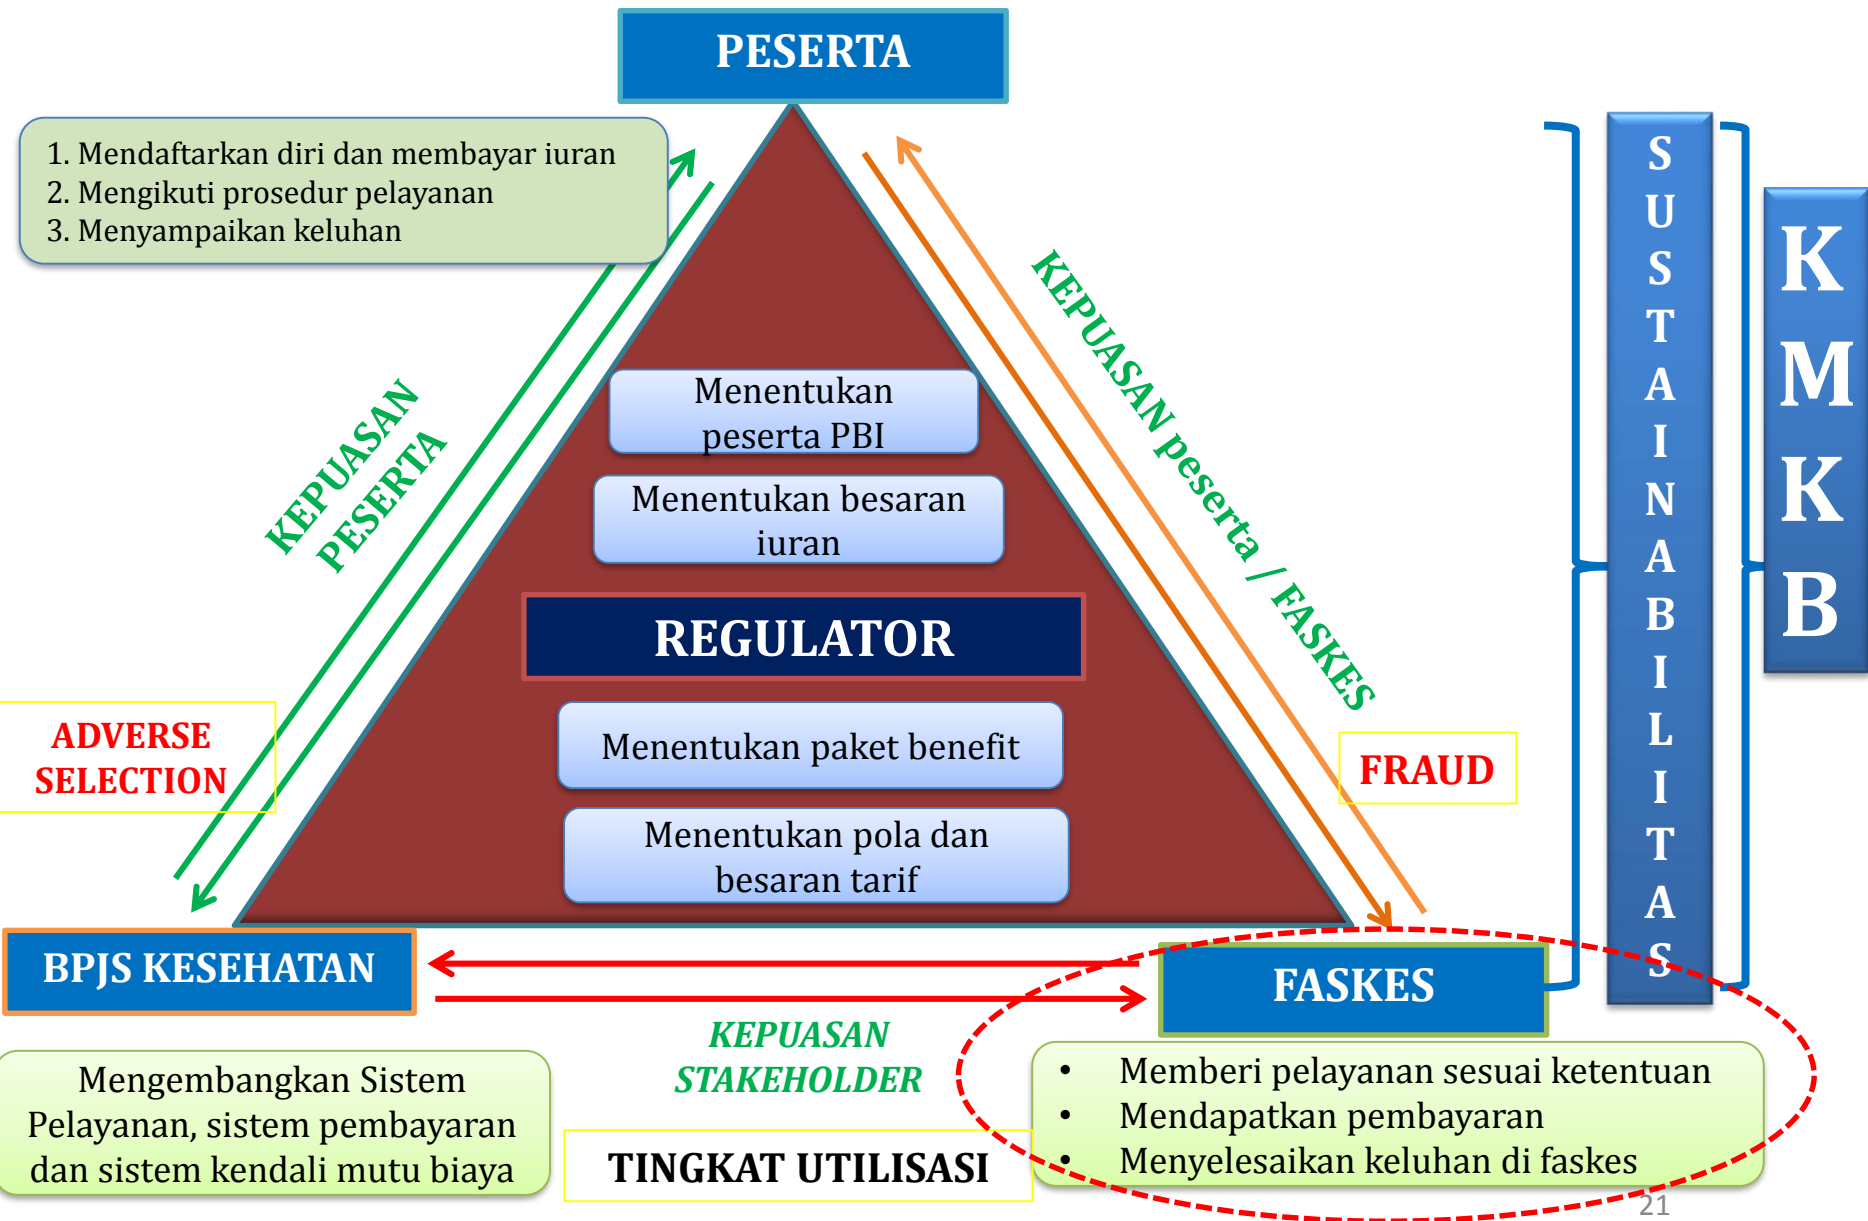 PESERTA
1. Mendaftarkan diri dan membayar iuran
2. Mengikuti prosedur pelayanan
3. Menyampaikan keluhan
KEPUASAN
PESERTA
KEPUASAN peserta / FASKES
Menentukan
peserta PBI
Menentukan besaran
iuran
REGULATOR
Menentukan paket benefit
Menentukan pola dan
besaran tarif
ADVERSE
SELECTION
FRAUD
BPJS KESEHATAN
FASKES
KEPUASAN
STAKEHOLDER
Mengembangkan Sistem
Pelayanan, sistem pembayaran
dan sistem kendali mutu biaya
TINGKAT UTILISASI
• Memberi pelayanan sesuai ketentuan
• Mendapatkan pembayaran
• Menyelesaikan keluhan di faskes
S
U
S
T
A
I
N
A
B
I
L
I
T
A
S
K
M
K
B
21